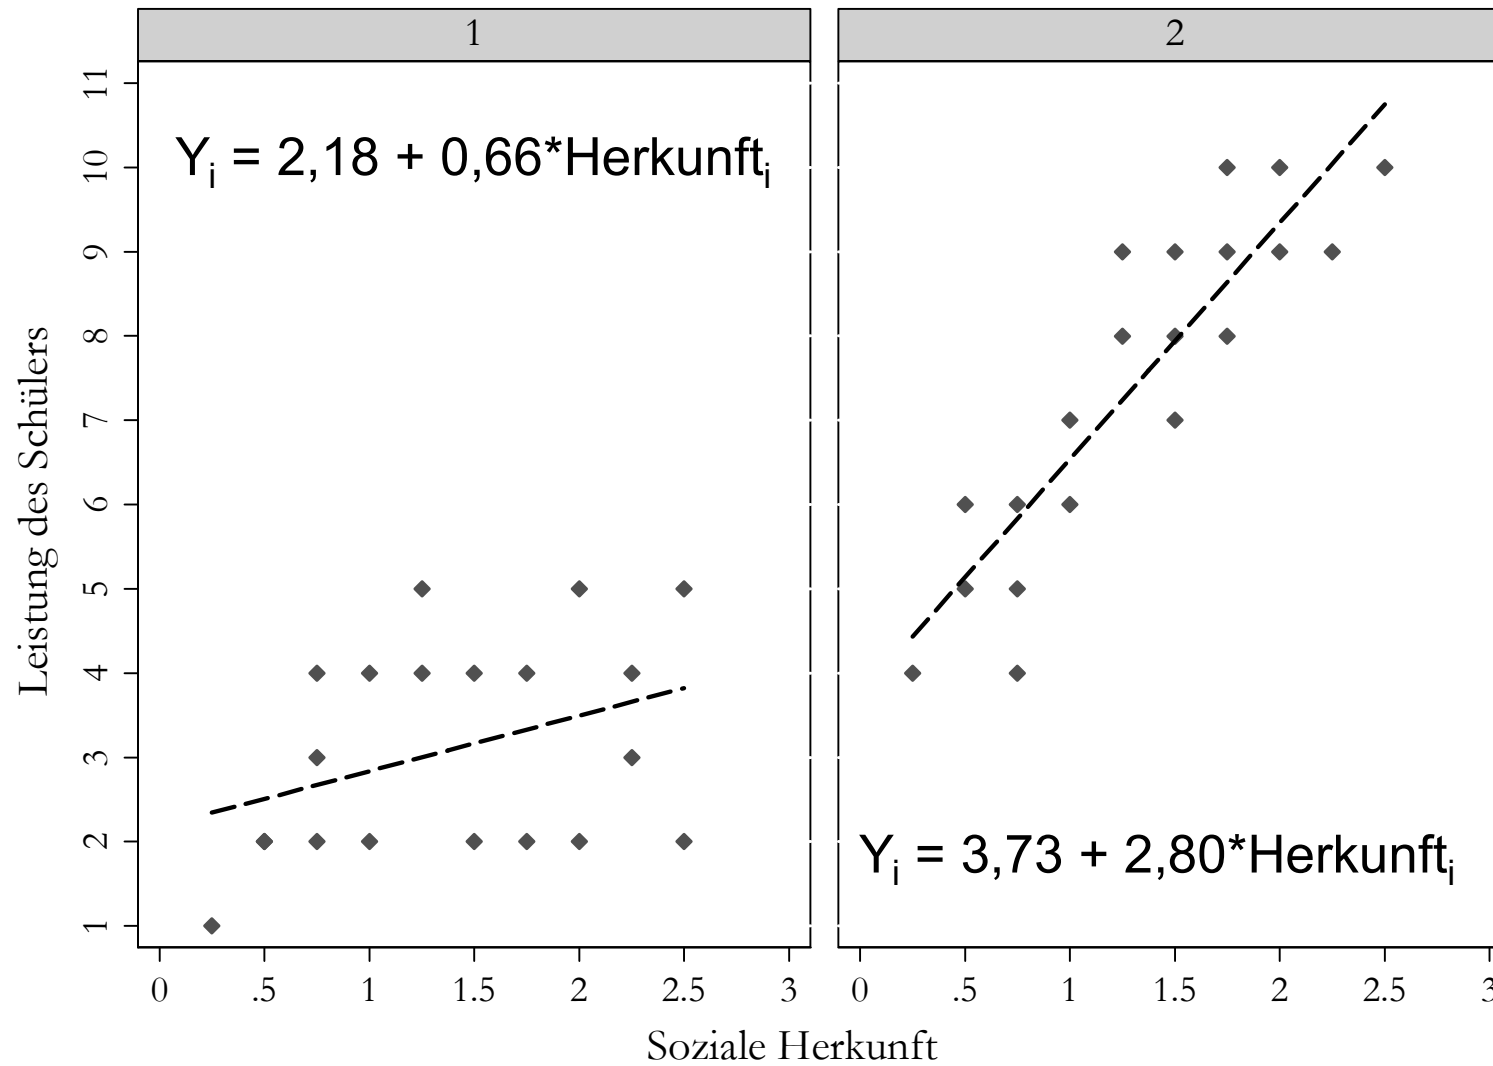 1
2
Y_i = 2,18 + 0,66*Herkunft_i
Y_i = 3,73 + 2,80*Herkunft_i
Leistung des Schülers
11
10
9
8
7
6
5
4
3
2
1
0 .5 1 1.5 2 2.5 3
0 .5 1 1.5 2 2.5 3
Soziale Herkunft